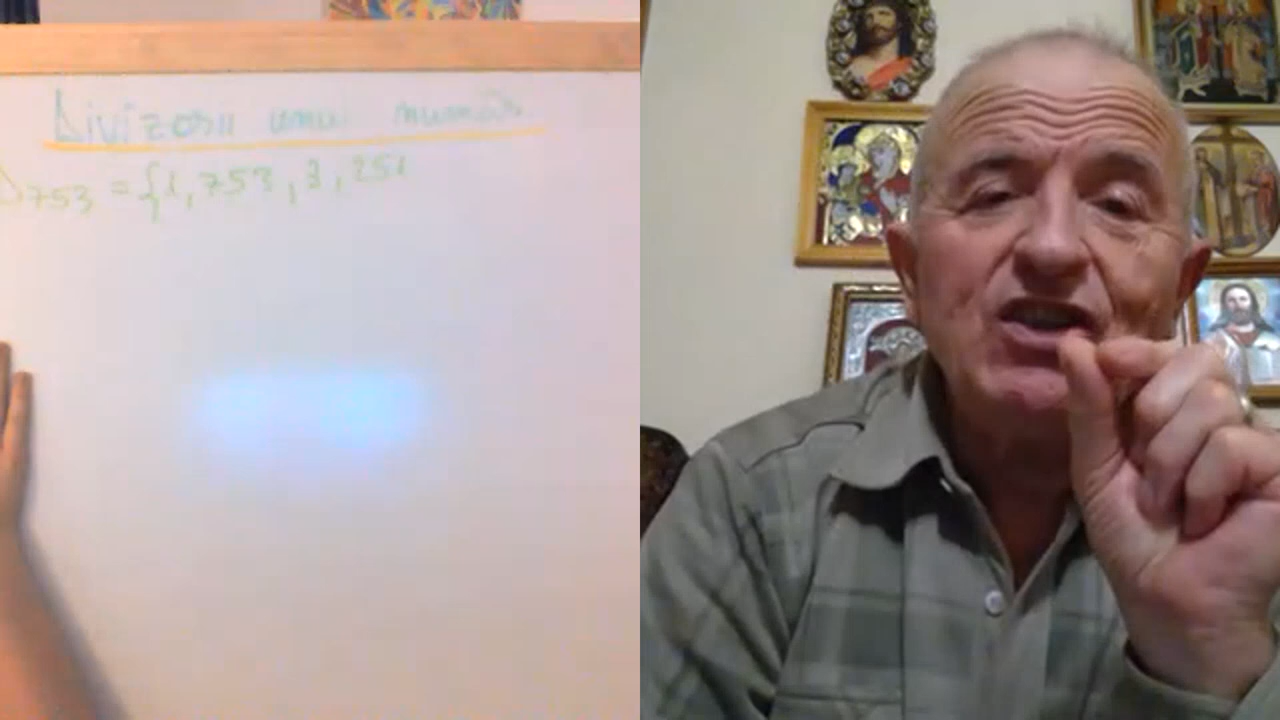 Divizorii unui număr
D753 = {1, 753, 3, 251